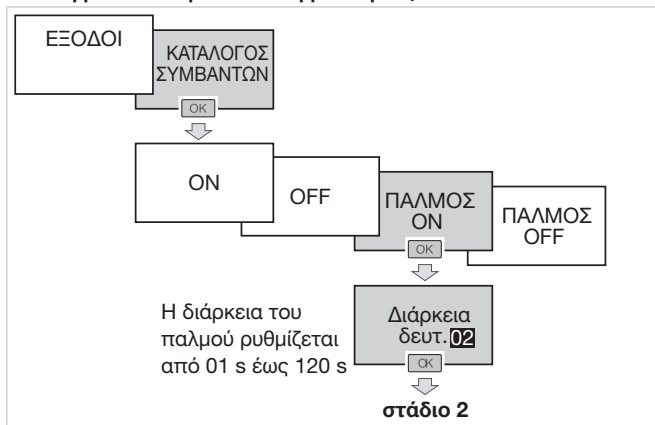 ΕΞΟΔΟΙ
ΚΑΤΑΛΟΓΟΣ
ΣΥΜΒΑΝΤΩΝ
OK
ON
OFF
ΠΑΛΜΟΣ
ON
OK
ΠΑΛΜΟΣ
OFF
Η διάρκεια του
παλμού ρυθμίζεται
από 01 s έως 120 s
Διάρκεια
δευτ. 02
OK
στάδιο 2